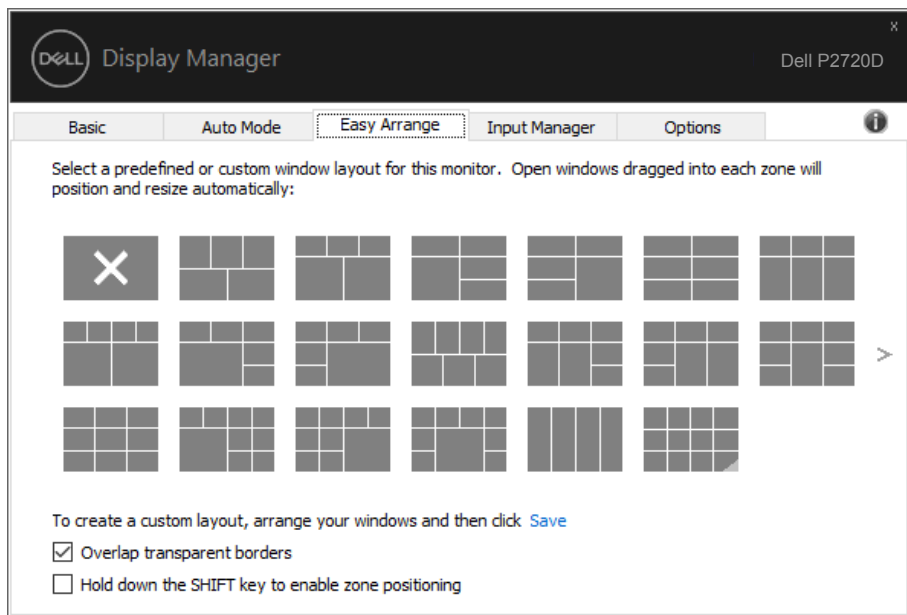 x
DELL Display Manager
Dell P2720D
Basic Auto Mode Easy Arrange Input Manager Options
Select a predefined or custom window layout for this monitor. Open windows dragged into each zone will
position and resize automatically:
>
To create a custom layout, arrange your windows and then click Save
Overlap transparent borders
Hold down the SHIFT key to enable zone positioning